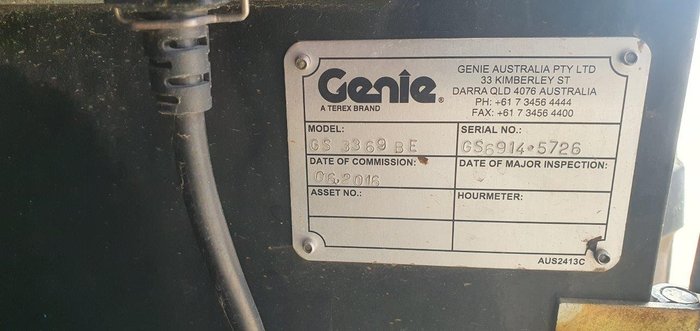 Genie®
A TEREX BRAND
GENIE AUSTRALIA PTY LTD
33 KIMBERLEY ST
DARRA QLD 4076 AUSTRALIA
PH: +61 7 3456 4444
FAX: +61 7 3456 4400
MODEL:
GS 3369 BE
SERIAL NO.:
GS6914-5726
DATE OF COMMISSION:
06.2016
DATE OF MAJOR INSPECTION:
ASSET NO.:
HOURMETER:
AUS2413C